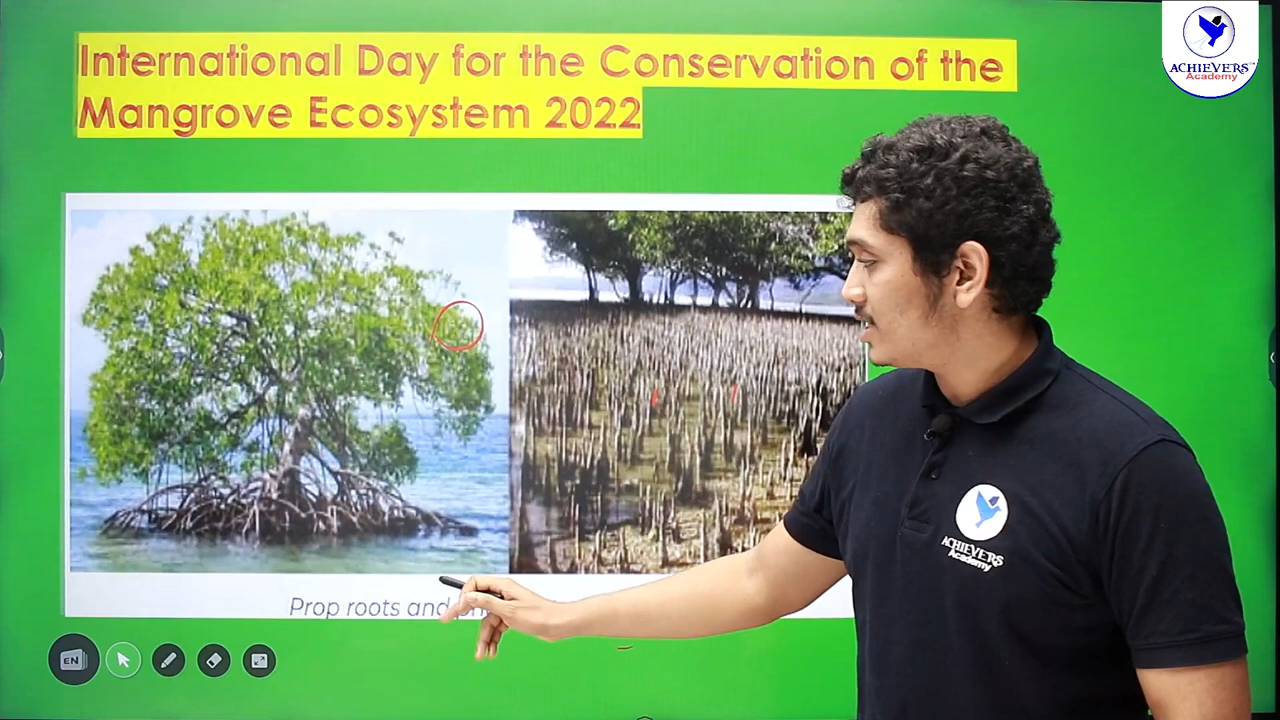 International Day for the Conservation of the
Mangrove Ecosystem 2022
ACHIEVERS
Academy
Prop roots and
ACHIEVERS
Academy
EN